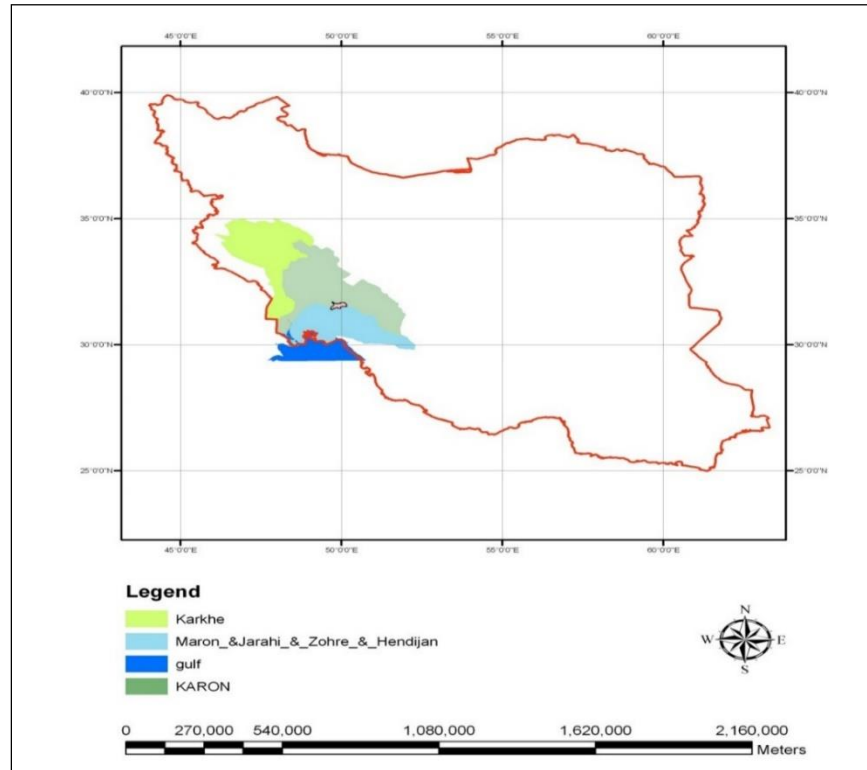 45°0'0"E 50°0'0"E 55°0'0"E 60°0'0"E
40°0'0"N 40°0'0"N
35°0'0"N 35°0'0"N
30°0'0"N 30°0'0"N
25°0'0"N 25°0'0"N
45°0'0"E 50°0'0"E 55°0'0"E 60°0'0"E
Legend
Karkhe
Maron_&Jarahi_&_Zohre_&_Hendijan
gulf
KARON
N
W E
S
0 270,000 540,000 1,080,000 1,620,000 2,160,000
Meters